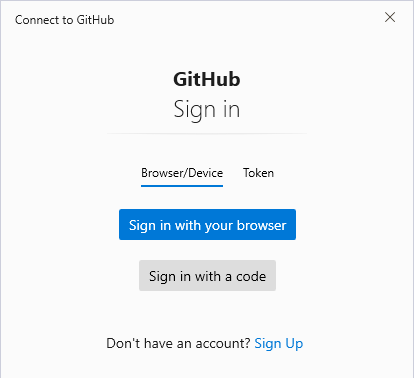 Connect to GitHub
GitHub
Sign in
Browser/Device Token
Sign in with your browser
Sign in with a code
Don't have an account? Sign Up